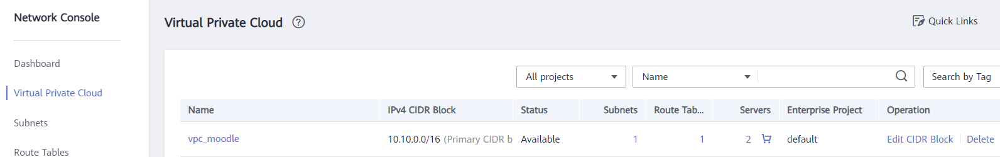 Network Console
Dashboard
Virtual Private Cloud
Subnets
Route Tables
Virtual Private Cloud ?
Quick Links
All projects Name Search by Tag
Name IPv4 CIDR Block Status Subnets Route Tab... Servers Enterprise Project Operation
vpc_moodle 10.10.0.0/16 (Primary CIDR b Available 1 1 2 default Edit CIDR Block Delete